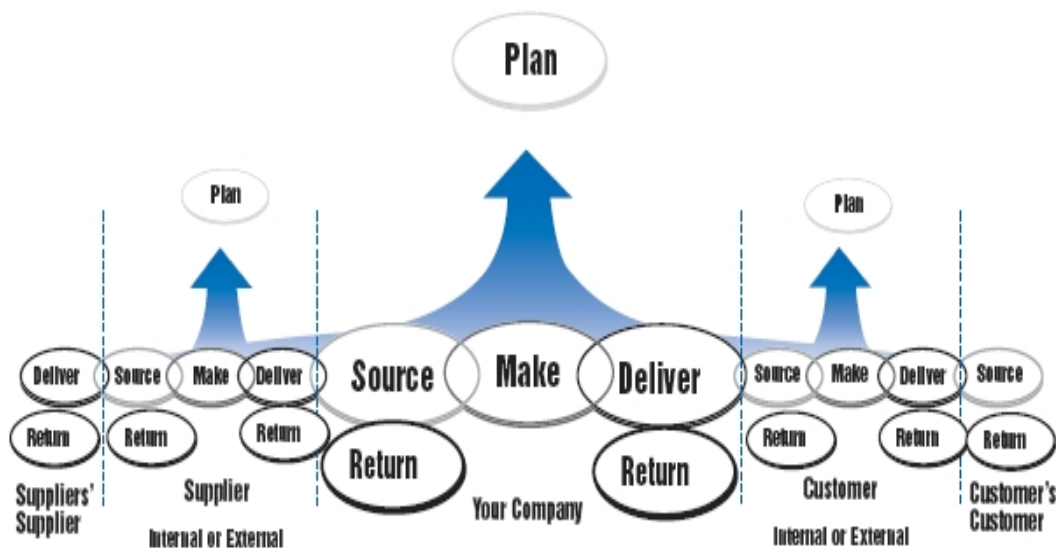 Plan
Plan
Plan
Deliver Source Make Deliver Source Make Deliver Source Make Deliver Source
Return Return Return Return Return Return Return Return
Suppliers'
Supplier
Supplier
Internal or External
Your Company
Customer
Internal or External
Customer's
Customer